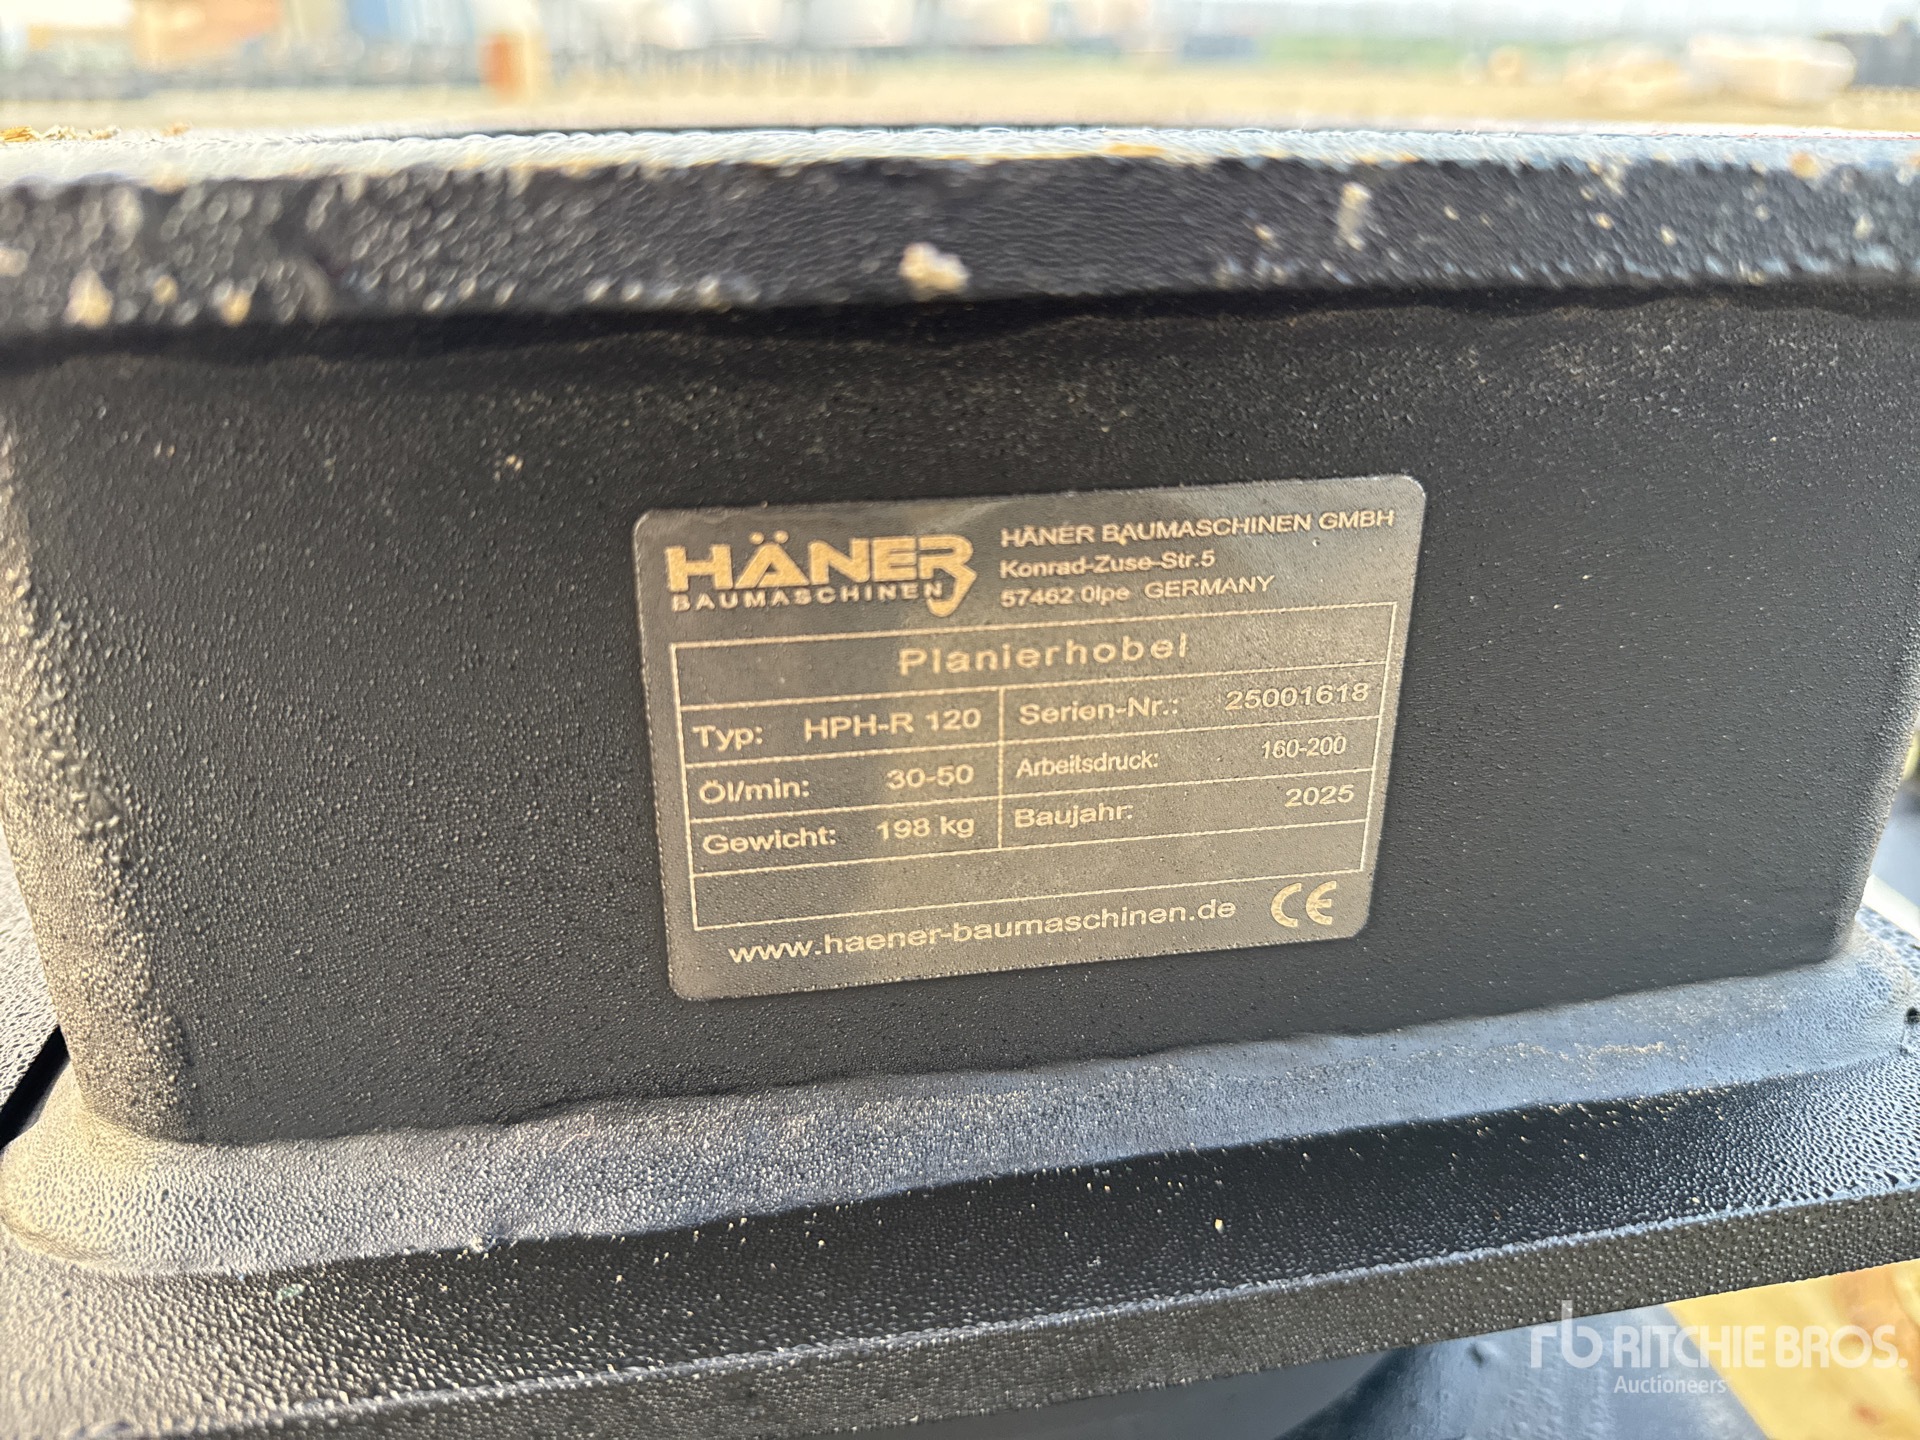 HÄNER
BAUMASCHINEN
HÄNER BAUMASCHINEN GMBH
Konrad-Zuse-Str.5
57462 0lpe GERMANY
Planierhobel
Typ: HPH-R 120
Serien-Nr.: 25001618
Öl/min: 30-50
Arbeitsdruck: 160-200
Gewicht: 198 kg
Baujahr: 2025
www.haener-baumaschinen.de CE
rb RITCHIE BROS.
Auctioneers